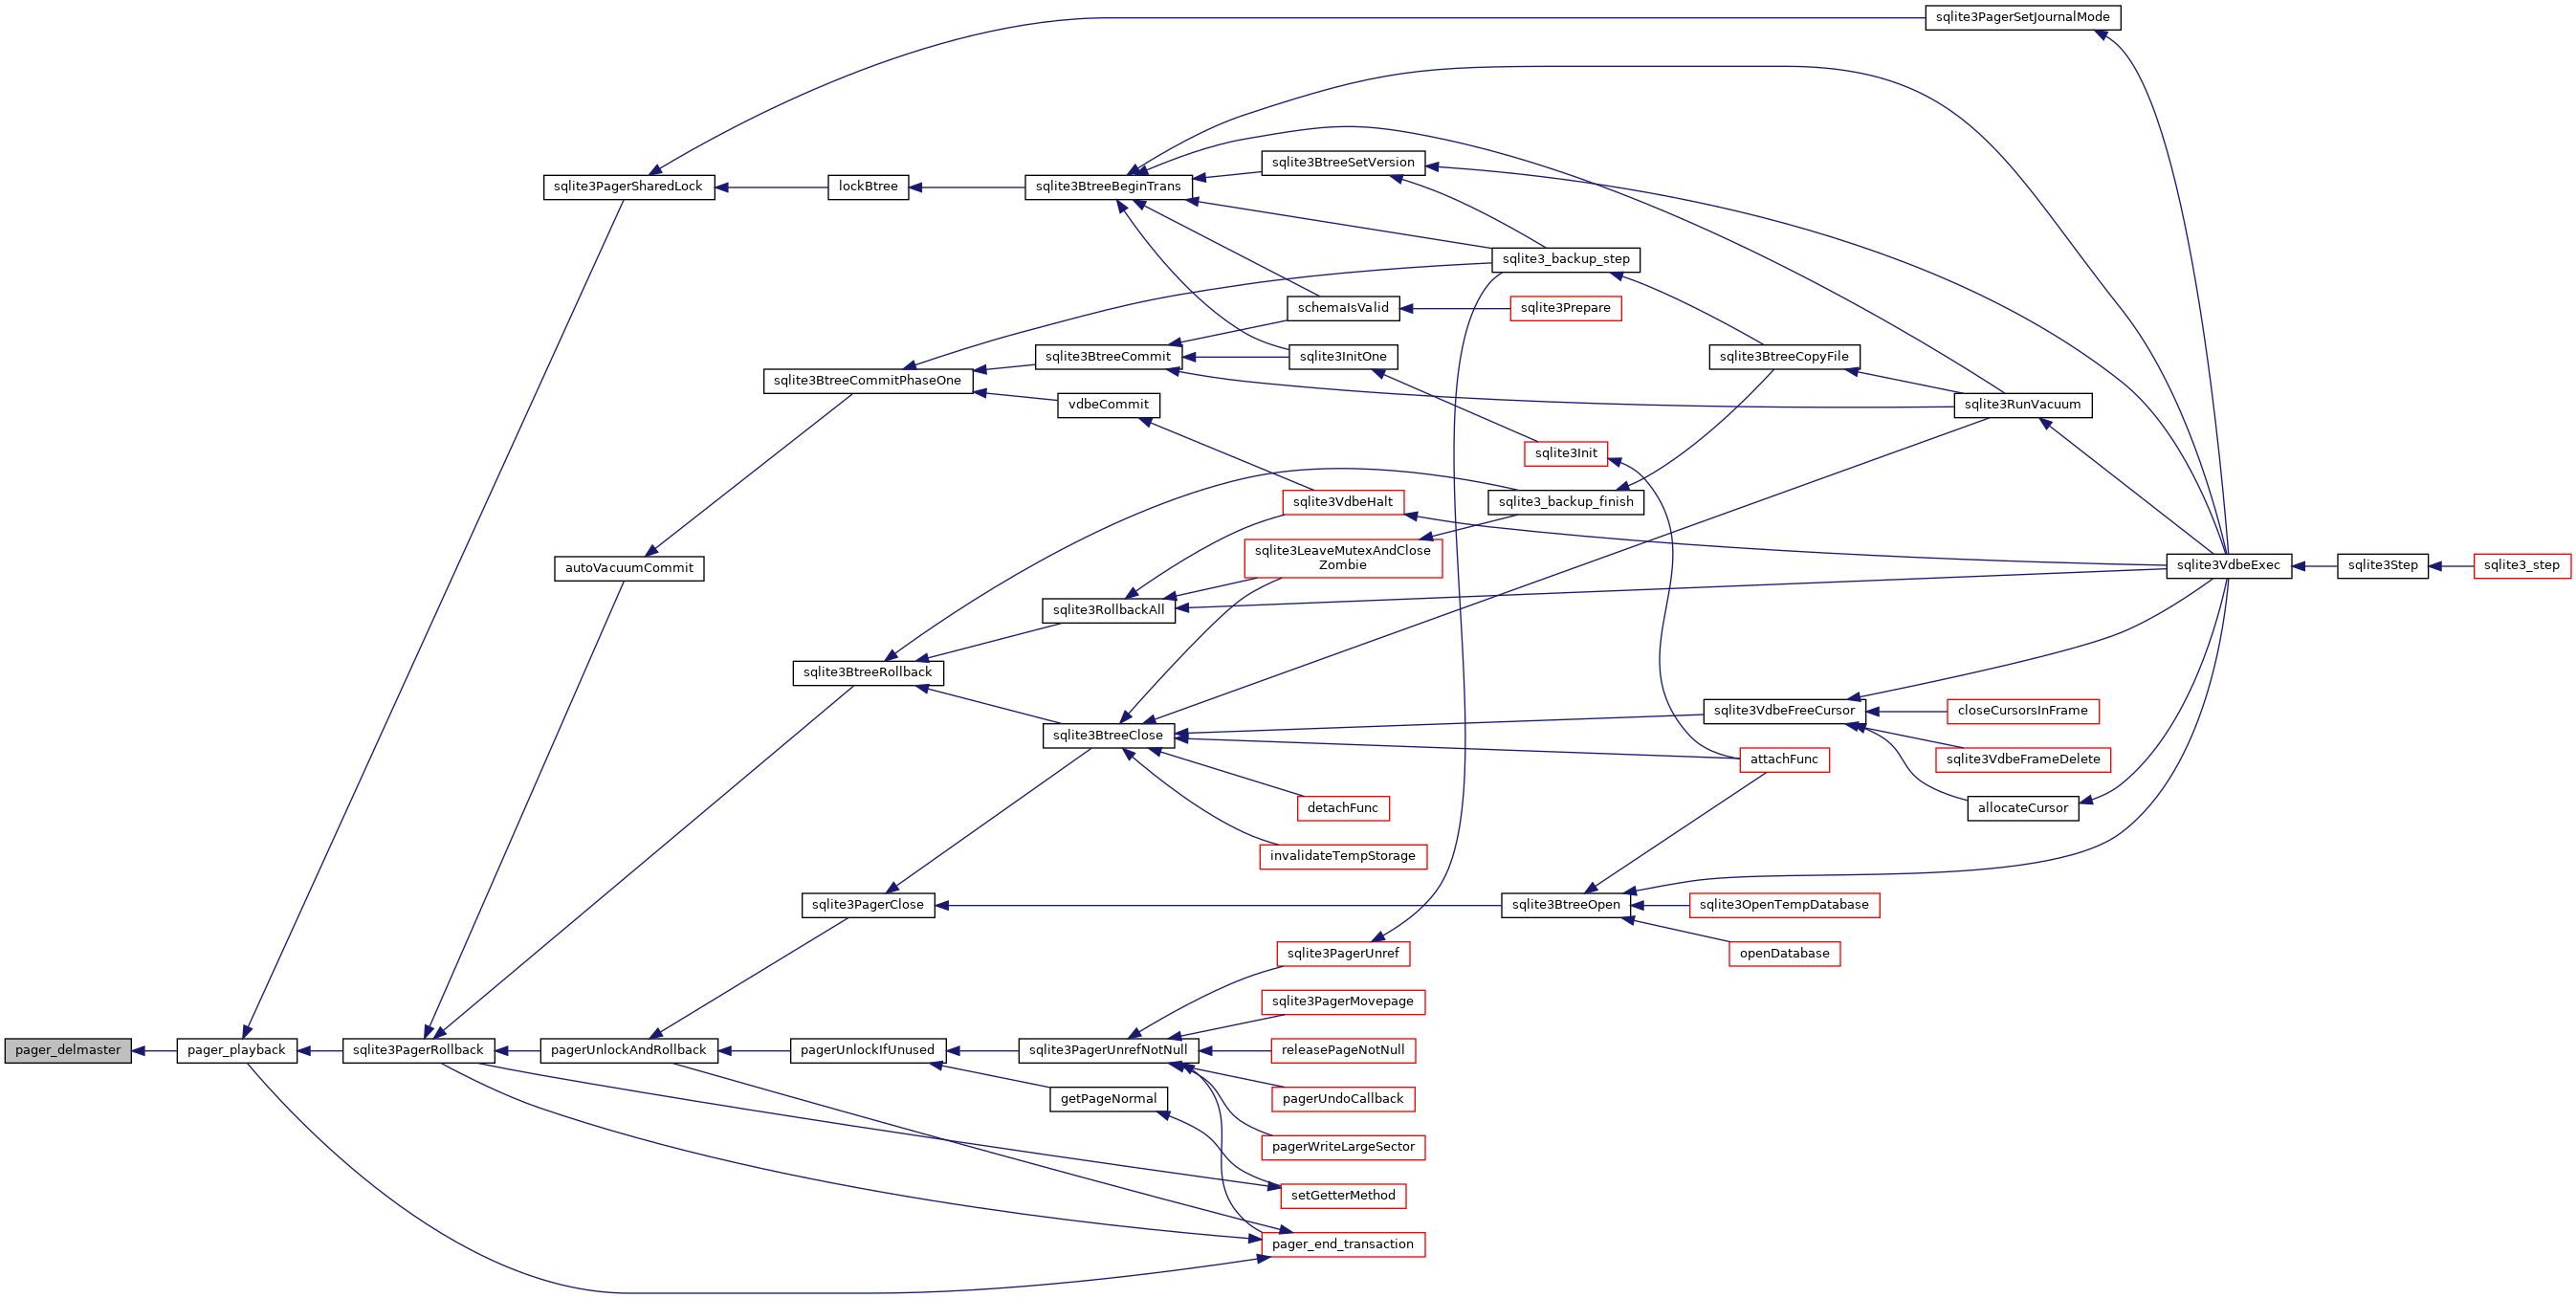 sqlite3PagerSetJournalMode
sqlite3BtreeSetVersion
sqlite3PagerSharedLock
lockBtree
sqlite3BtreeBeginTrans
sqlite3_backup_step
schemaIsValid
sqlite3Prepare
sqlite3BtreeCommit
sqlite3InitOne
sqlite3BtreeCopyFile
sqlite3BtreeCommitPhaseOne
vdbeCommit
sqlite3RunVacuum
sqlite3Init
sqlite3VdbeHalt
sqlite3_backup_finish
sqlite3LeaveMutexAndClose
Zombie
autoVacuumCommit
sqlite3VdbeExec
sqlite3Step
sqlite3_step
sqlite3RollbackAll
sqlite3BtreeRollback
sqlite3VdbeFreeCursor
closeCursorsInFrame
sqlite3BtreeClose
attachFunc
sqlite3VdbeFrameDelete
detachFunc
allocateCursor
invalidateTempStorage
sqlite3PagerClose
sqlite3BtreeOpen
sqlite3OpenTempDatabase
sqlite3PagerUnref
openDatabase
sqlite3PagerMovepage
pager_delmaster
pager_playback
sqlite3PagerRollback
pagerUnlockAndRollback
pagerUnlockIfUnused
sqlite3PagerUnrefNotNull
releasePageNotNull
getPageNormal
pagerUndoCallback
pagerWriteLargeSector
setGetterMethod
pager_end_transaction